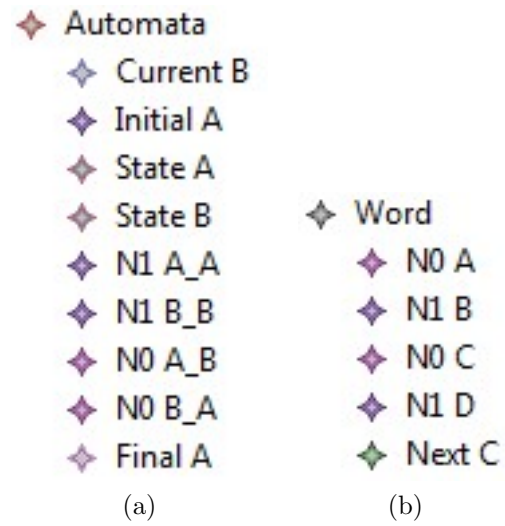 Automata
Current B
Initial A
State A
State B
N1 A_A
N1 B_B
N0 A_B
N0 B_A
Final A
(a)
Word
N0 A
N1 B
N0 C
N1 D
Next C
(b)